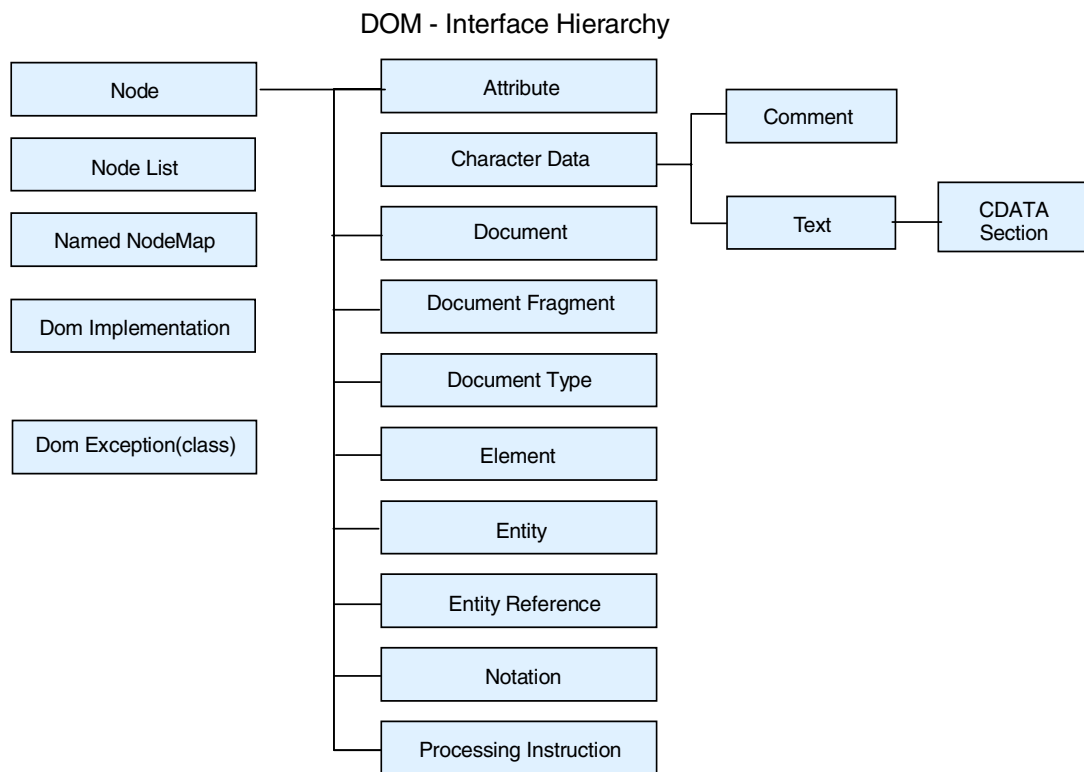 DOM - Interface Hierarchy
Node
Node List
Named NodeMap
Dom Implementation
Dom Exception(class)
Attribute
Character Data
Document
Document Fragment
Document Type
Element
Entity
Entity Reference
Notation
Processing Instruction
Comment
Text
CDATA
Section